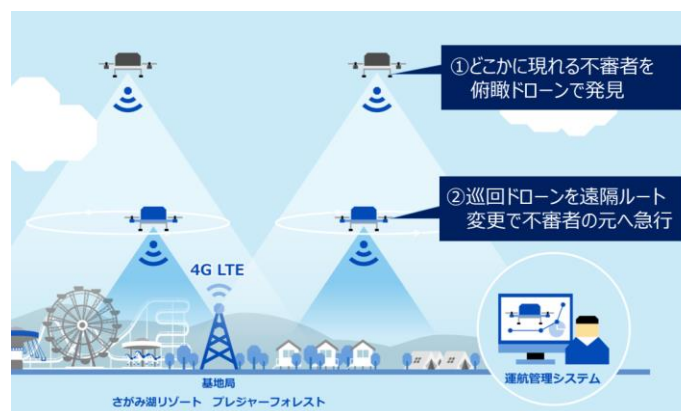 ①どこかに現れる不審者を
俯瞰ドローンで発見
②巡回ドローンを遠隔ルート
変更で不審者の元へ急行
4G LTE
基地局
さがみ湖リゾート プレジャーフォレスト
運航管理システム